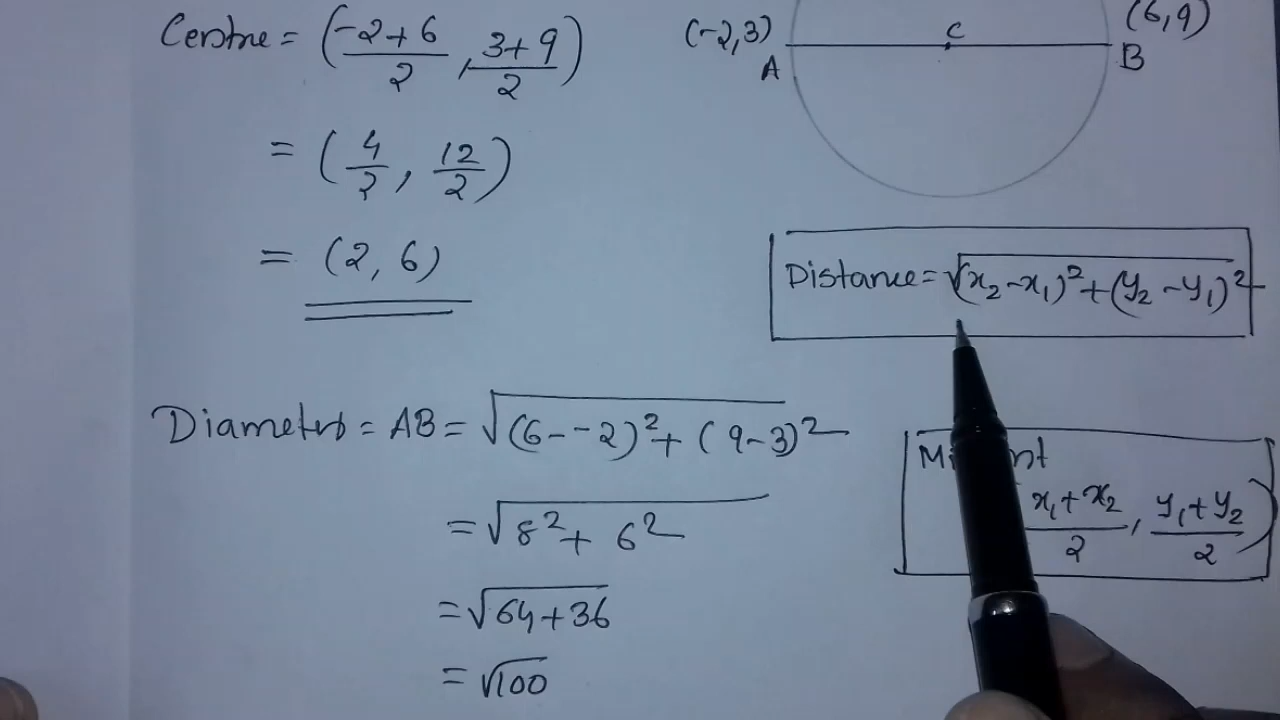 Centre = (-2+6/2, 3+9/2)
= (4/2, 12/2)
= (2, 6)
(-2,3)
A
C
(6,9)
B
Distance = √(x₂-x₁)²+(y₂-y₁)²
Diameter = AB = √(6--2)²+(9-3)²
= √8²+6²
= √64+36
= √100
x₁+x₂/2, y₁+y₂/2)